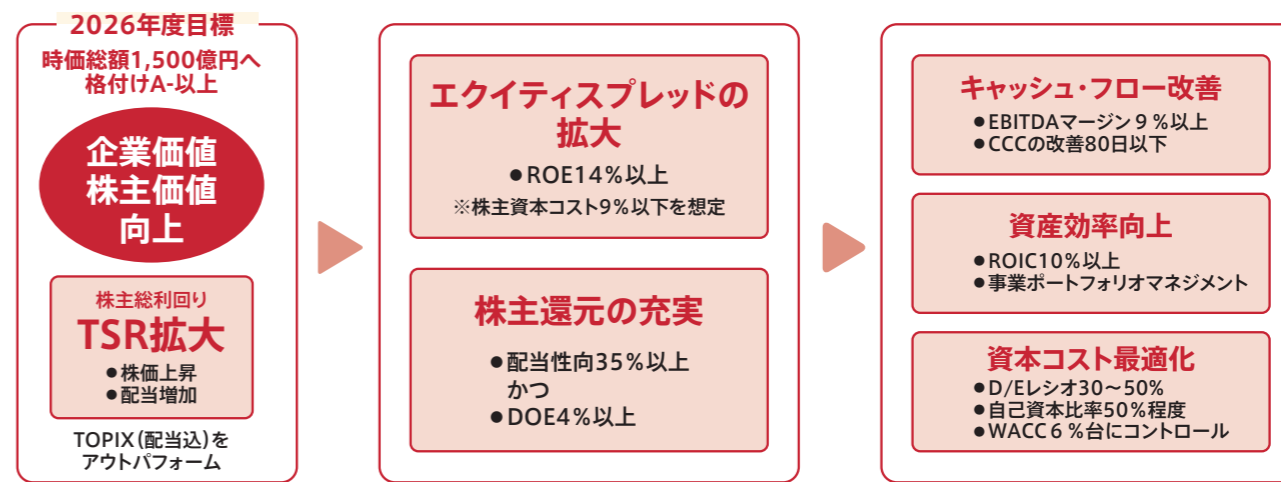 2026年度目標
時価総額1,500億円へ
格付けA-以上
企業価値
株主価値
向上
株主総利回り
TSR拡大
●株価上昇
●配当増加
TOPIX(配当込)を
アウトパフォーム
エクイティスプレッドの
拡大
●ROE14%以上
※株主資本コスト9%以下を想定
株主還元の充実
●配当性向35%以上
かつ
●DOE4%以上
キャッシュ・フロー改善
●EBITDAマージン9%以上
●CCCの改善80日以下
資産効率向上
●ROIC10%以上
●事業ポートフォリオマネジメント
資本コスト最適化
●D/Eレシオ30~50%
●自己資本比率50%程度
●WACC6%台にコントロール